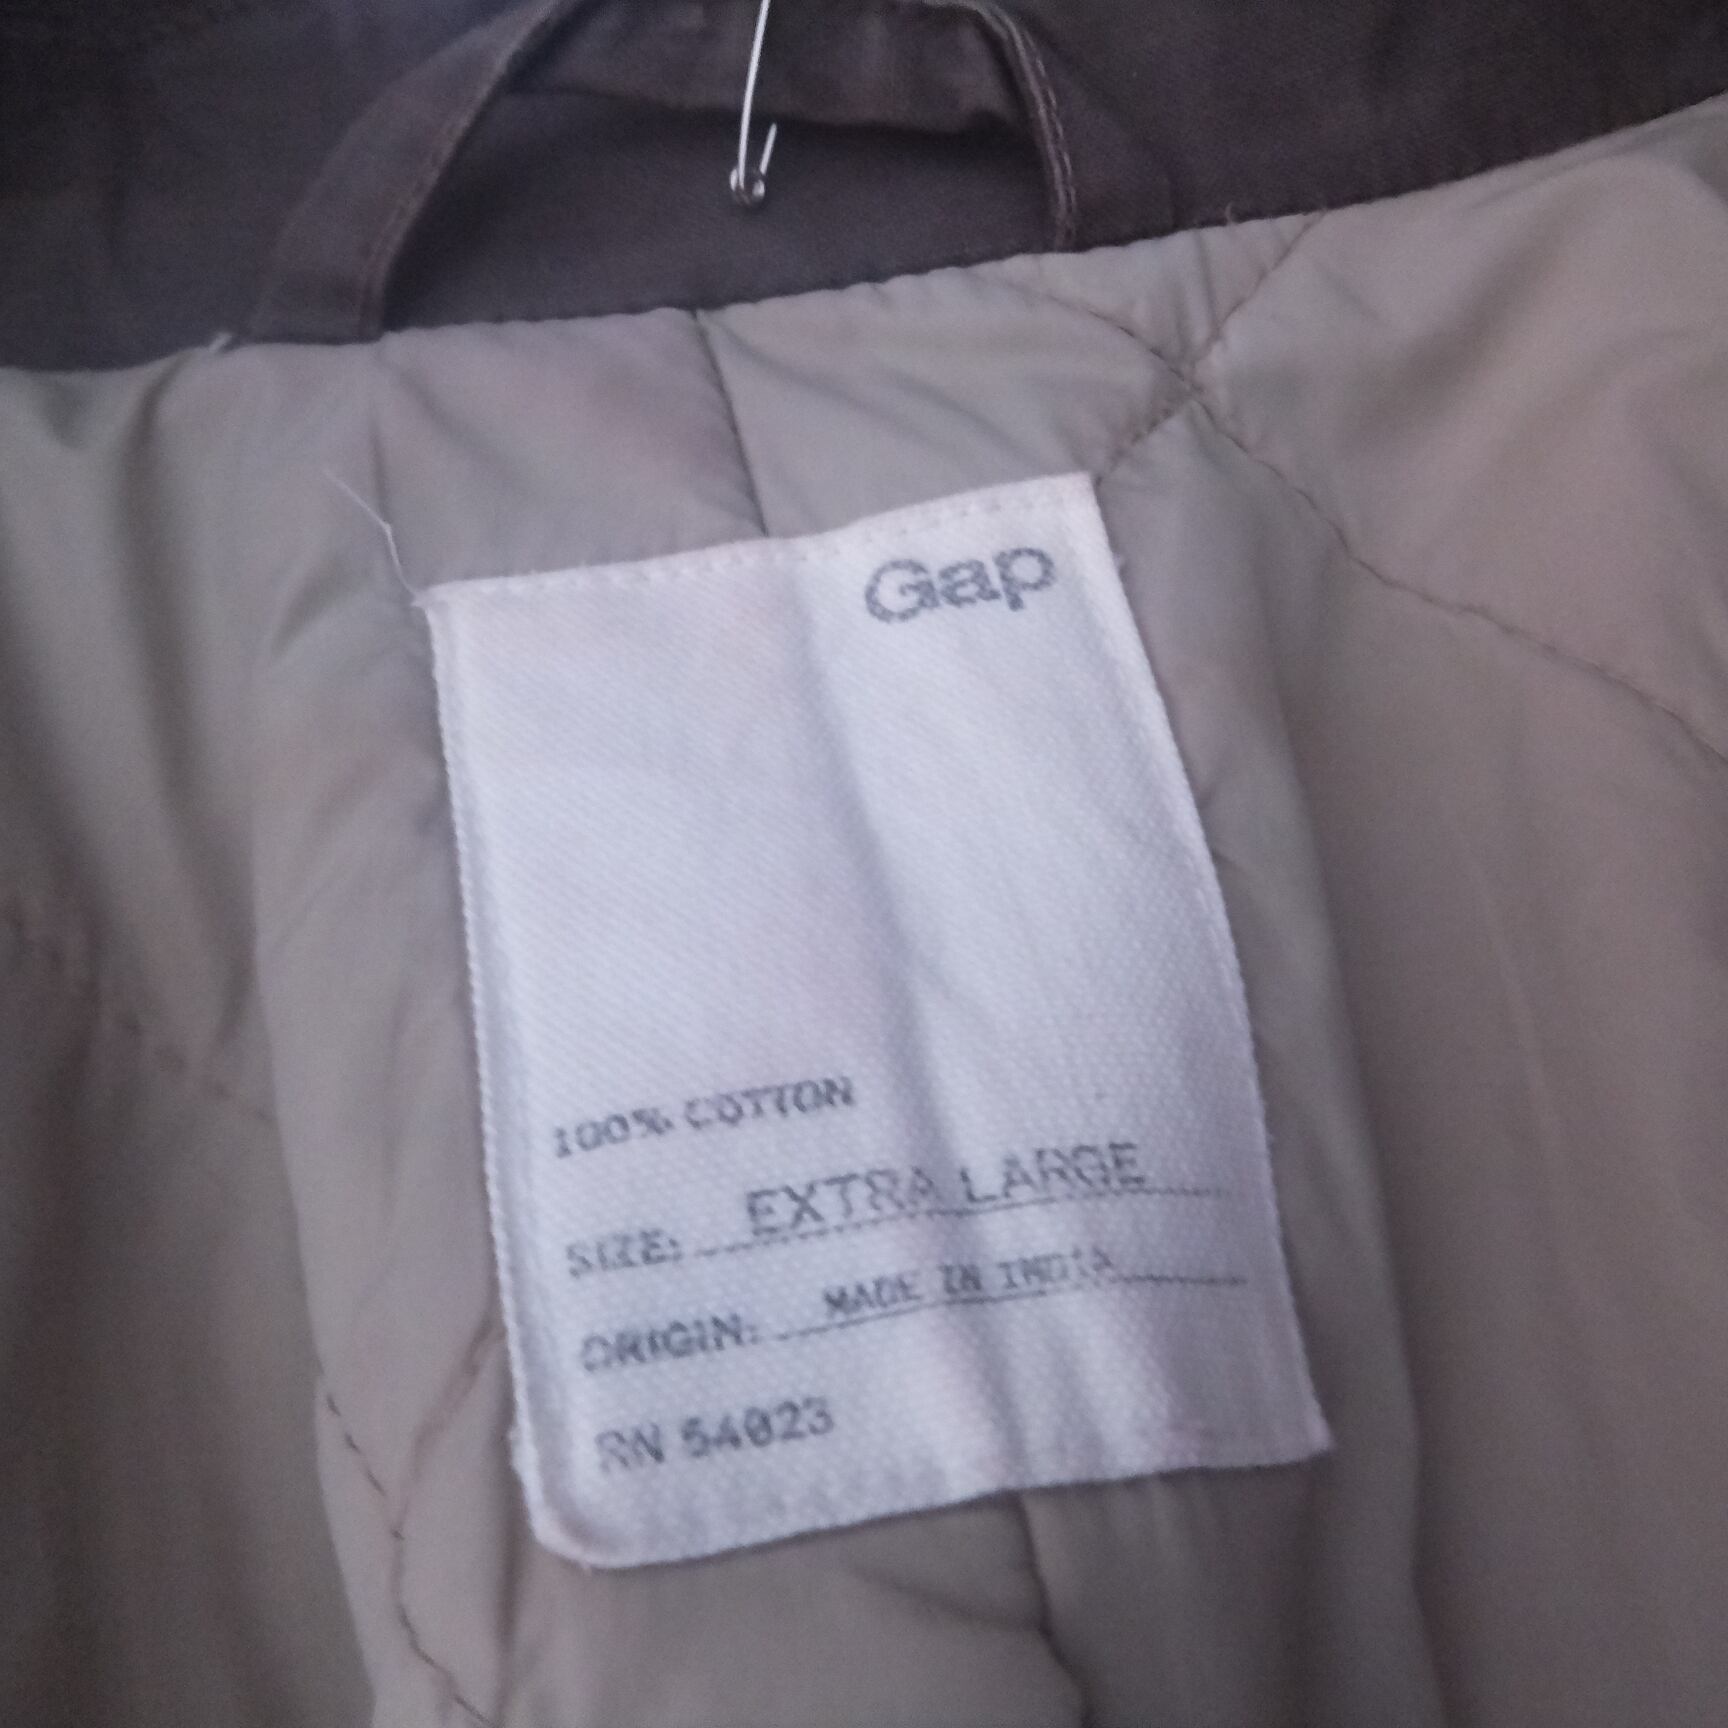 Gap
100% COTTON
SIZE: EXTRA LARGE
ORIGIN: MADE IN INDIA
RN 54023